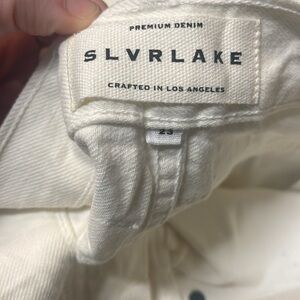 PREMIUM DENIM
SLVRLAKE
CRAFTED IN LOS ANGELES
23